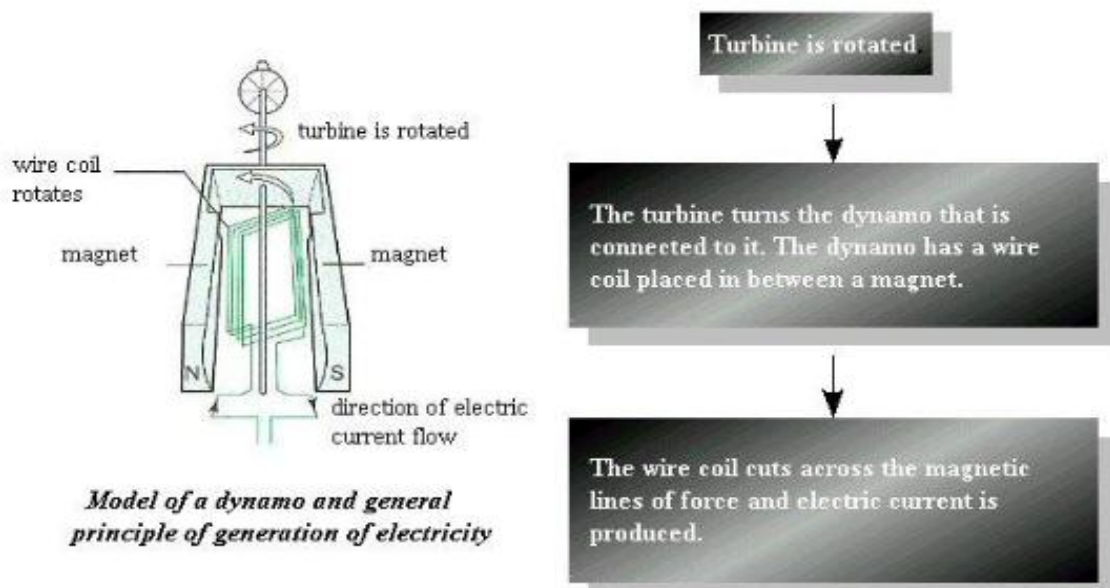 turbine is rotated
wire coil
rotates
magnet
magnet
N
S
direction of electric
current flow
Model of a dynamo and general
principle of generation of electricity
Turbine is rotated.
The turbine turns the dynamo that is
connected to it. The dynamo has a wire
coil placed in between a magnet.
The wire coil cuts across the magnetic
lines of force and electric current is
produced.